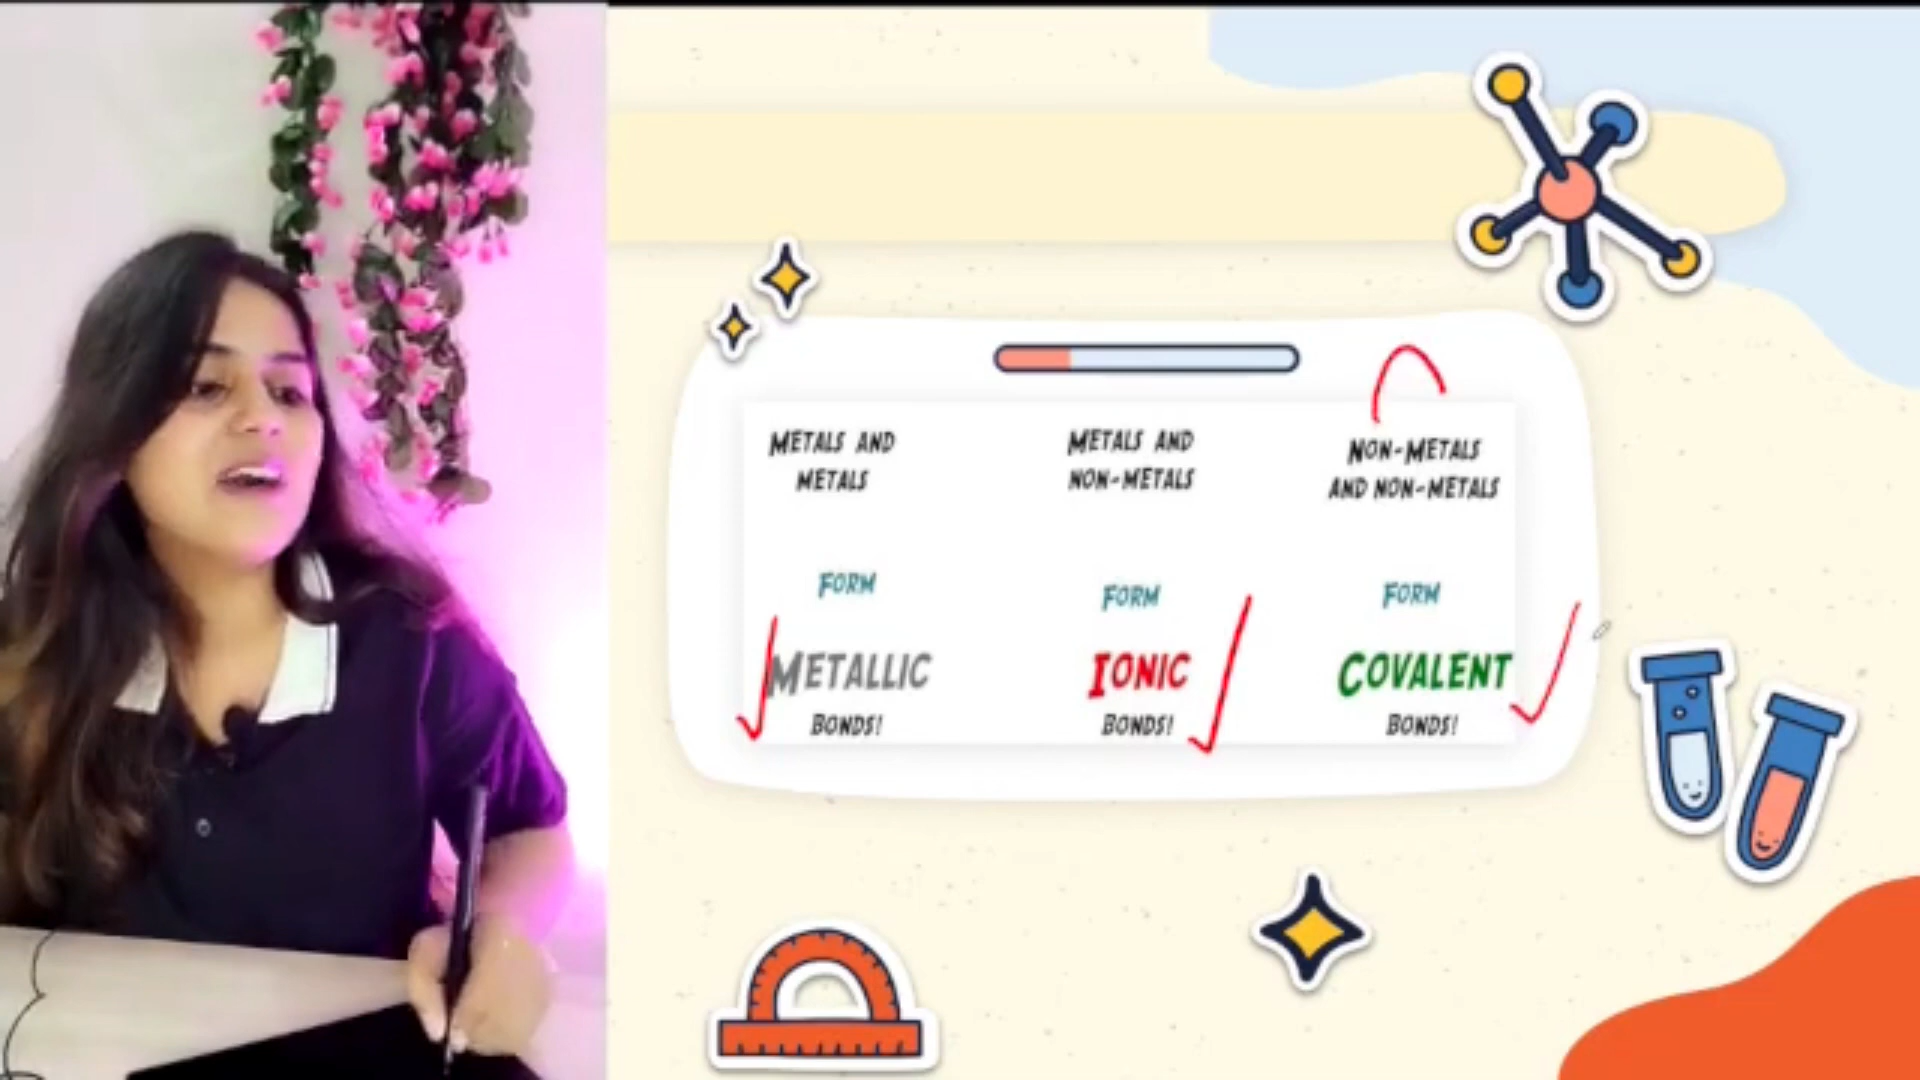 METALS AND
METALS
FORM
METALLIC
BONDS!
METALS AND
NON-METALS
FORM
IONIC
BONDS!
NON-METALS
AND NON-METALS
FORM
COVALENT
BONDS!